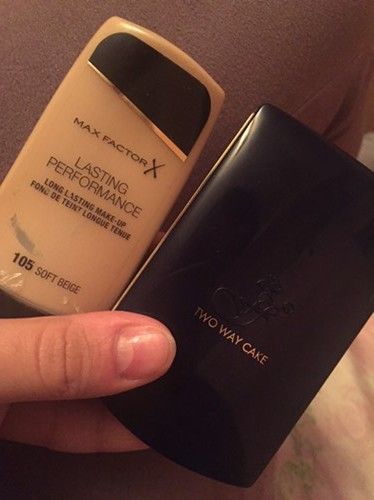 MAX FACTOR X
LASTING
PERFORMANCE
LONG LASTING MAKE-UP
FOND DE TEINT LONGUE TENUE
105 SOFT BEIGE
TWO WAY CAKE